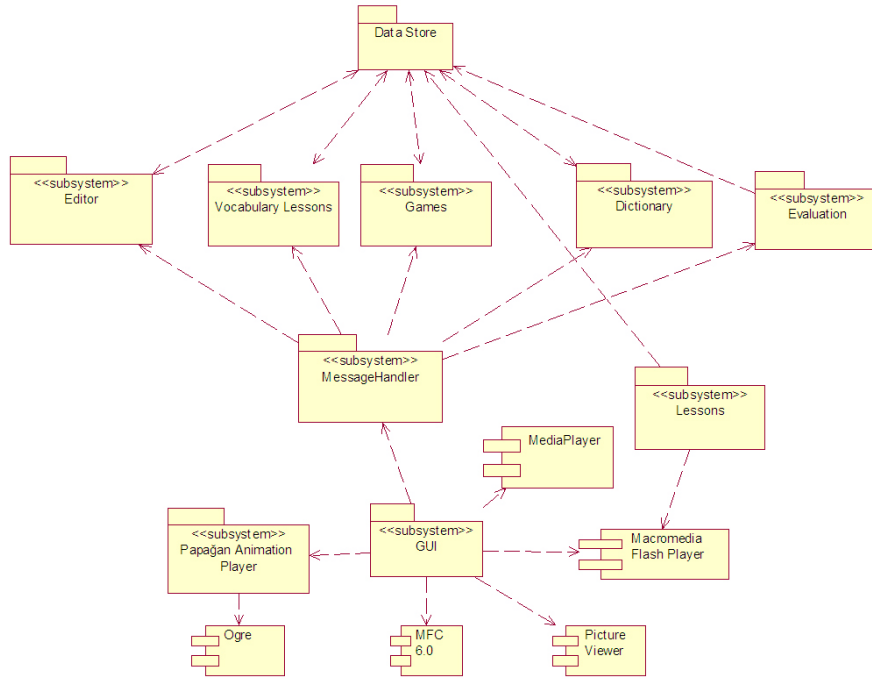 Data Store
<<subsystem>>
Editor
<<subsystem>>
Vocabulary Lessons
<<subsystem>>
Games
<<subsystem>>
Dictionary
<<subsystem>>
Evaluation
<<subsystem>>
MessageHandler
<<subsystem>>
Lessons
MediaPlayer
<<subsystem>>
Papağan Animation
Player
<<subsystem>>
GUI
Macromedia
Flash Player
Ogre
MFC
6.0
Picture
Viewer